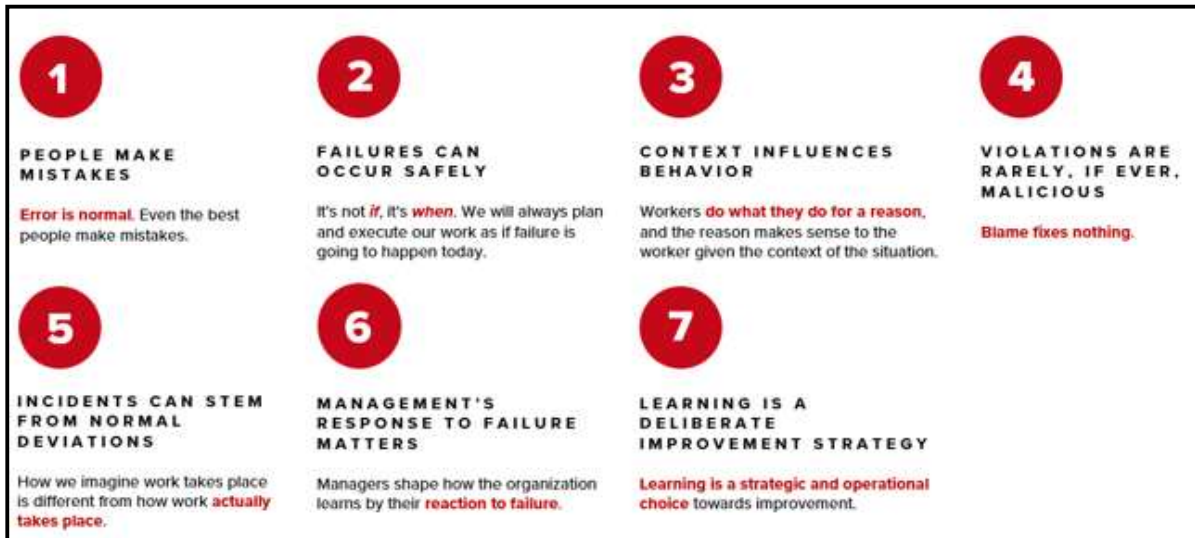 1
PEOPLE MAKE
MISTAKES
Error is normal. Even the best
people make mistakes.
2
FAILURES CAN
OCCUR SAFELY
It's not if, it's when. We will always plan
and execute our work as if failure is
going to happen today.
3
CONTEXT INFLUENCES
BEHAVIOR
Workers do what they do for a reason,
and the reason makes sense to the
worker given the context of the situation.
4
VIOLATIONS ARE
RARELY, IF EVER,
MALICIOUS
Blame fixes nothing.
5
INCIDENTS CAN STEM
FROM NORMAL
DEVIATIONS
How we imagine work takes place
is different from how work actually
takes place.
6
MANAGEMENT'S
RESPONSE TO FAILURE
MATTERS
Managers shape how the organization
learns by their reaction to failure.
7
LEARNING IS A
DELIBERATE
IMPROVEMENT STRATEGY
Learning is a strategic and operational
choice towards improvement.